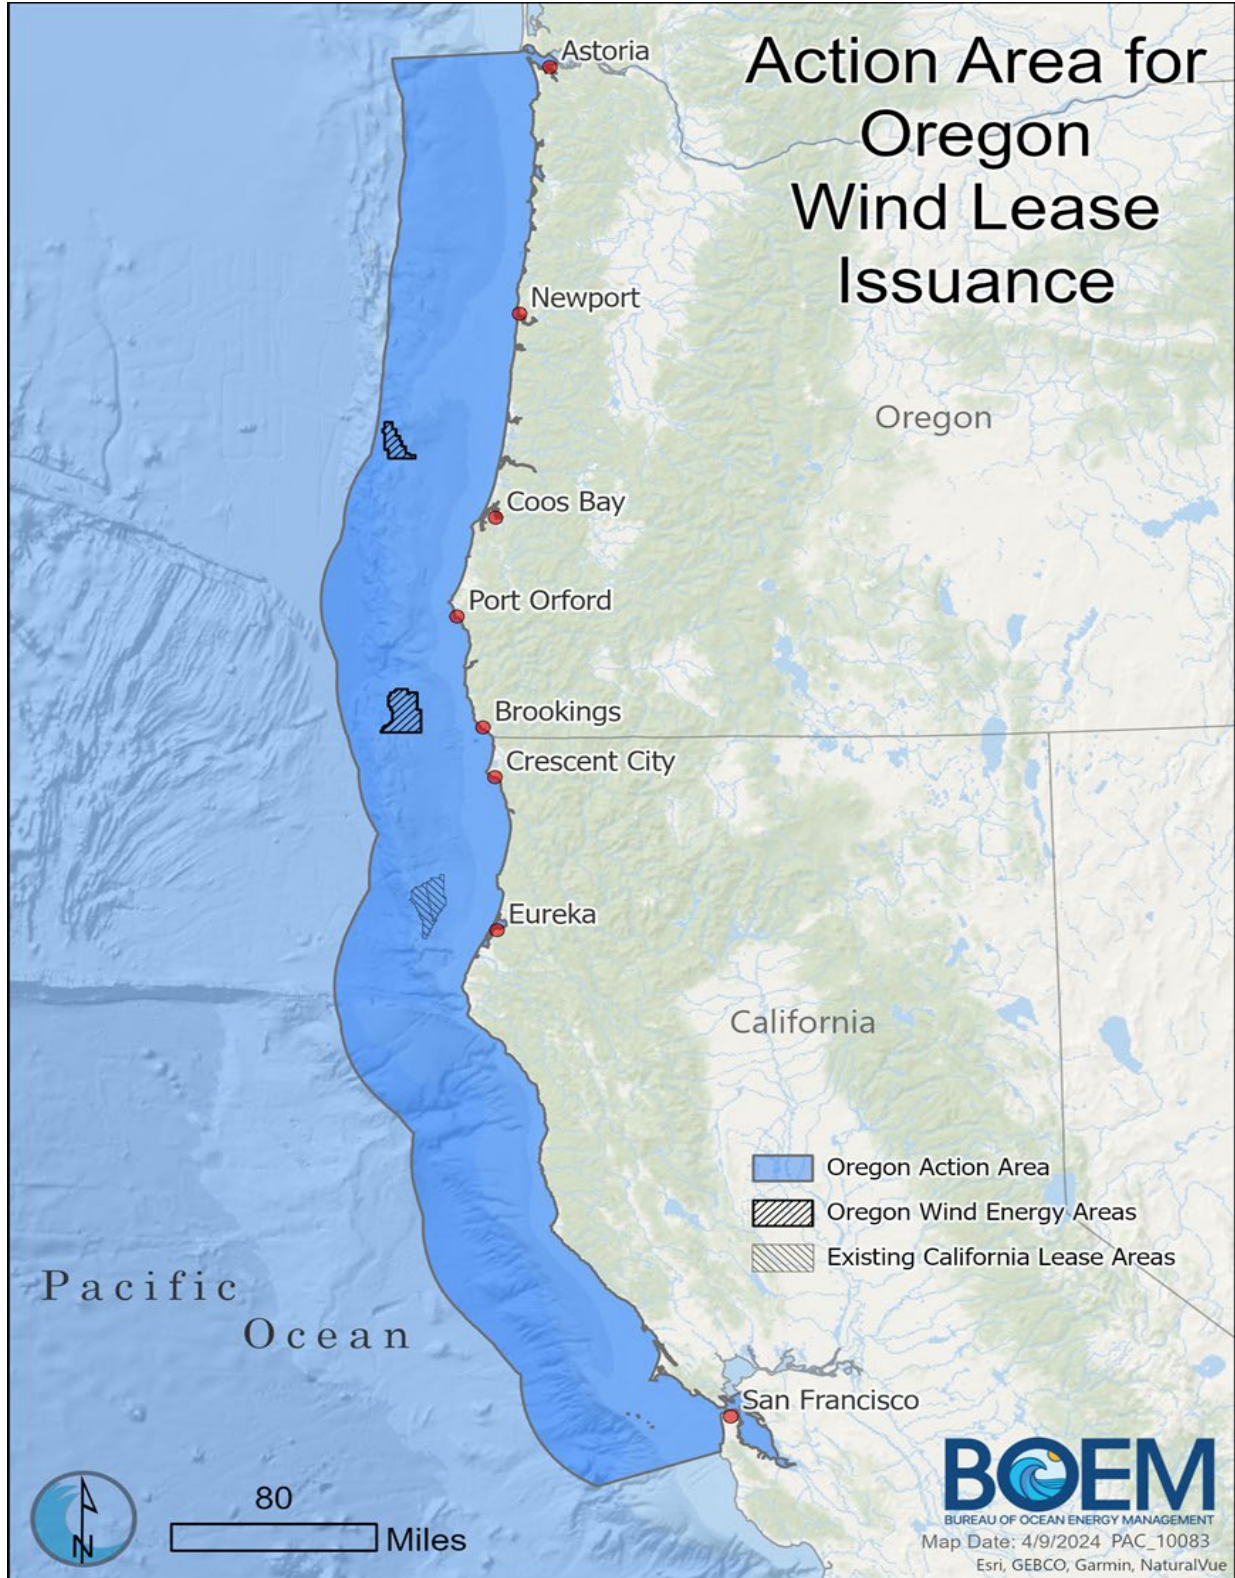 Action Area for
Oregon
Wind Lease
Issuance
Astoria
Newport
Oregon
Coos Bay
Port Orford
Brookings
Crescent City
Eureka
California
Oregon Action Area
Oregon Wind Energy Areas
Existing California Lease Areas
Pacific
Ocean
San Francisco
80
Miles
N
BOEM
BUREAU OF OCEAN ENERGY MANAGEMENT
Map Date: 4/9/2024 PAC_10083
Esri, GEBCO, Garmin, NaturalVue